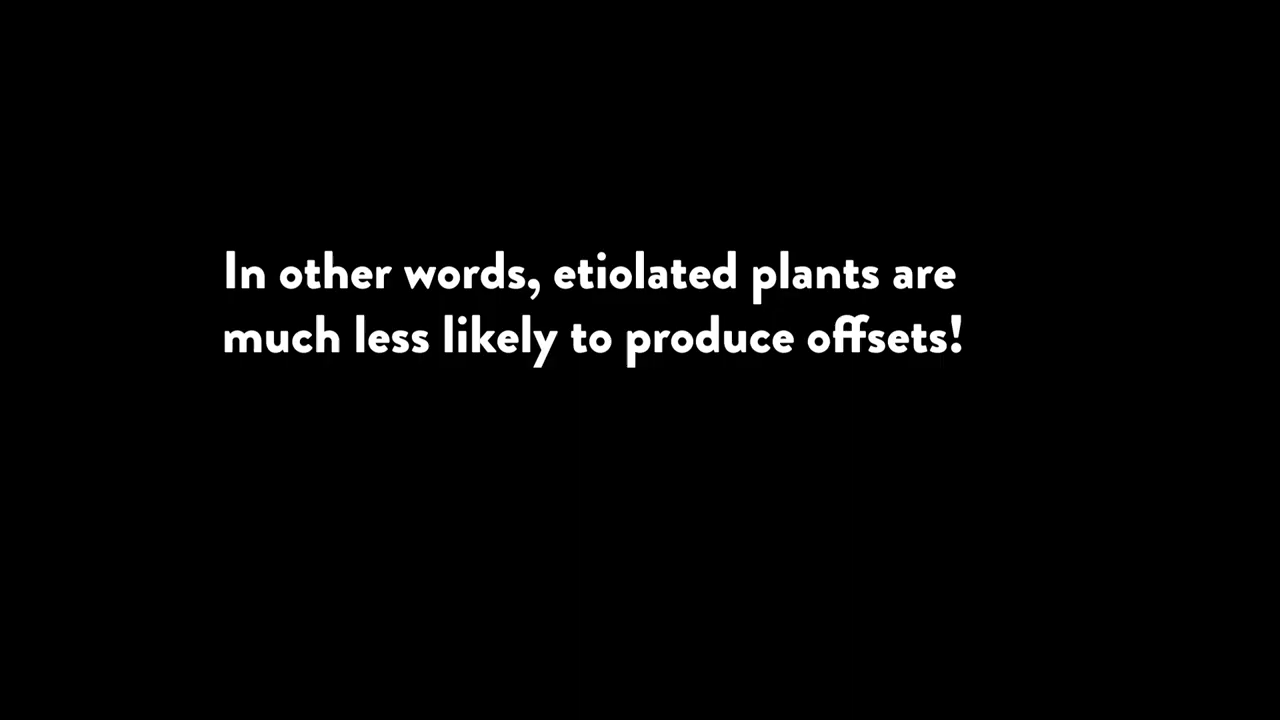 In other words, etiolated plants are
much less likely to produce offsets!